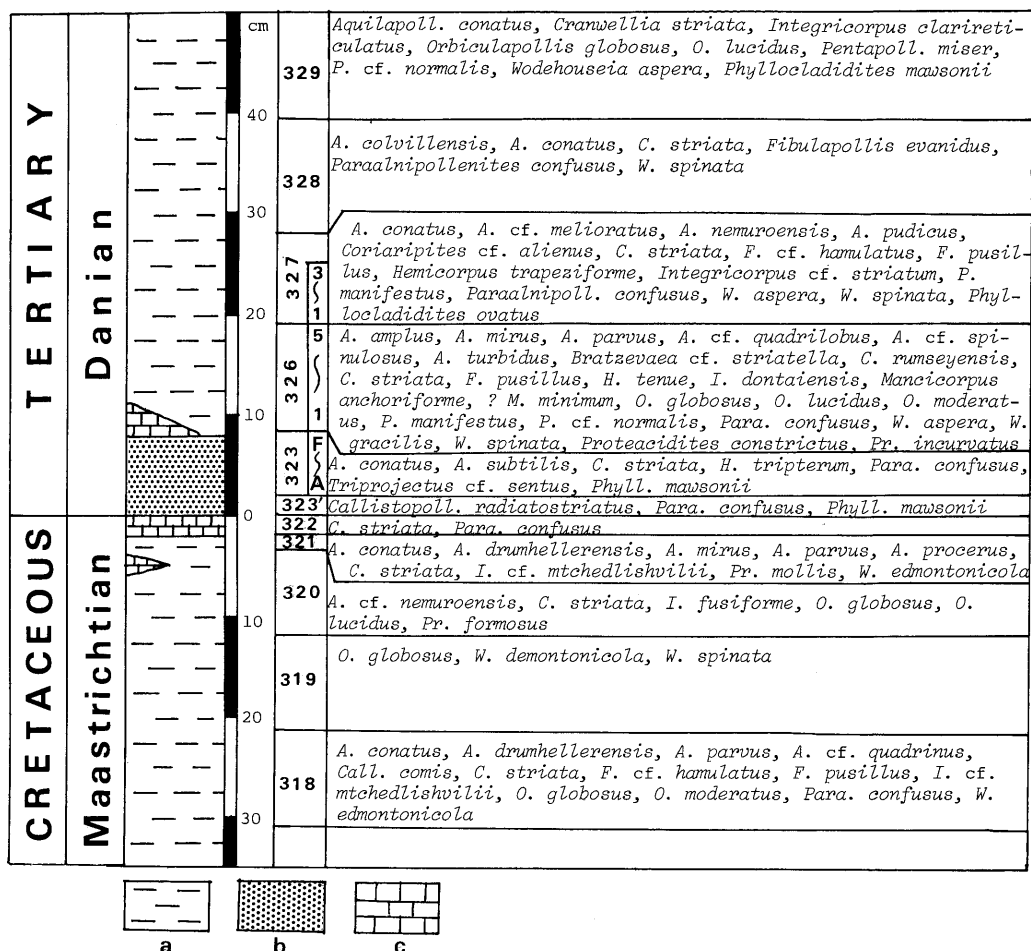 TERTIARY
Danian
CRETACEOUS
Maastrichtian
cm
40
30
20
10
0
10
20
30
329
Aquilapoll. conatus, Cranwellia striata, Integricorpus clarireti-
culatus, Orbiculapollis globosus, O. lucidus, Pentapoll. miser,
P. cf. normalis, Wodehouseia aspera, Phyllocladidites mawsonii
328
A. colvillensis, A. conatus, C. striata, Fibulapollis evanidus,
Paraalnipollenites confusus, W. spinata
327
3
1
A. conatus, A. cf. melioratus, A. nemuroensis, A. pudicus,
Coriaripites cf. alienus, C. striata, F. cf. hamulatus, F. pusil-
lus, Hemicorpus trapeziforme, Integricorpus cf. striatum, P.
manifestus, Paraalnipoll. confusus, W. aspera, W. spinata, Phyl-
locladidites ovatus
326
5
1
A. amplus, A. mirus, A. parvus, A. cf. quadrilobus, A. cf. spi-
nulosus, A. turbidus, Bratzevaea cf. striatella, C. rumseyensis,
C. striata, F. pusillus, H. tenue, I. dontaiensis, Mancicorpus
anchoriforme, ? M. minimum, O. globosus, O. lucidus, O. moderat-
us, P. manifestus, P. cf. normalis, Para. confusus, W. aspera, W.
gracilis, W. spinata, Proteacidites constrictus, Pr. incurvatus
323
F
A
A. conatus, A. subtilis, C. striata, H. tripterum, Para. confusus,
Triprojectus cf. sentus, Phyll. mawsonii
323'
Callistopoll. radiatostriatus, Para. confusus, Phyll. mawsonii
322
C. striata, Para. confusus
321
A. conatus, A. drumhellerensis, A. mirus, A. parvus, A. procerus,
C. striata, I. cf. mtchedlishvilii, Pr. mollis, W. edmontonicola
320
A. cf. nemuroensis, C. striata, I. fusiforme, O. globosus, O.
lucidus, Pr. formosus
319
O. globosus, W. demontonicola, W. spinata
318
A. conatus, A. drumhellerensis, A. parvus, A. cf. quadrinus,
Call. comis, C. striata, F. cf. hamulatus, F. pusillus, I. cf.
mtchedlishvilii, O. globosus, O. moderatus, Para. confusus, W.
edmontonicola
a
b
c